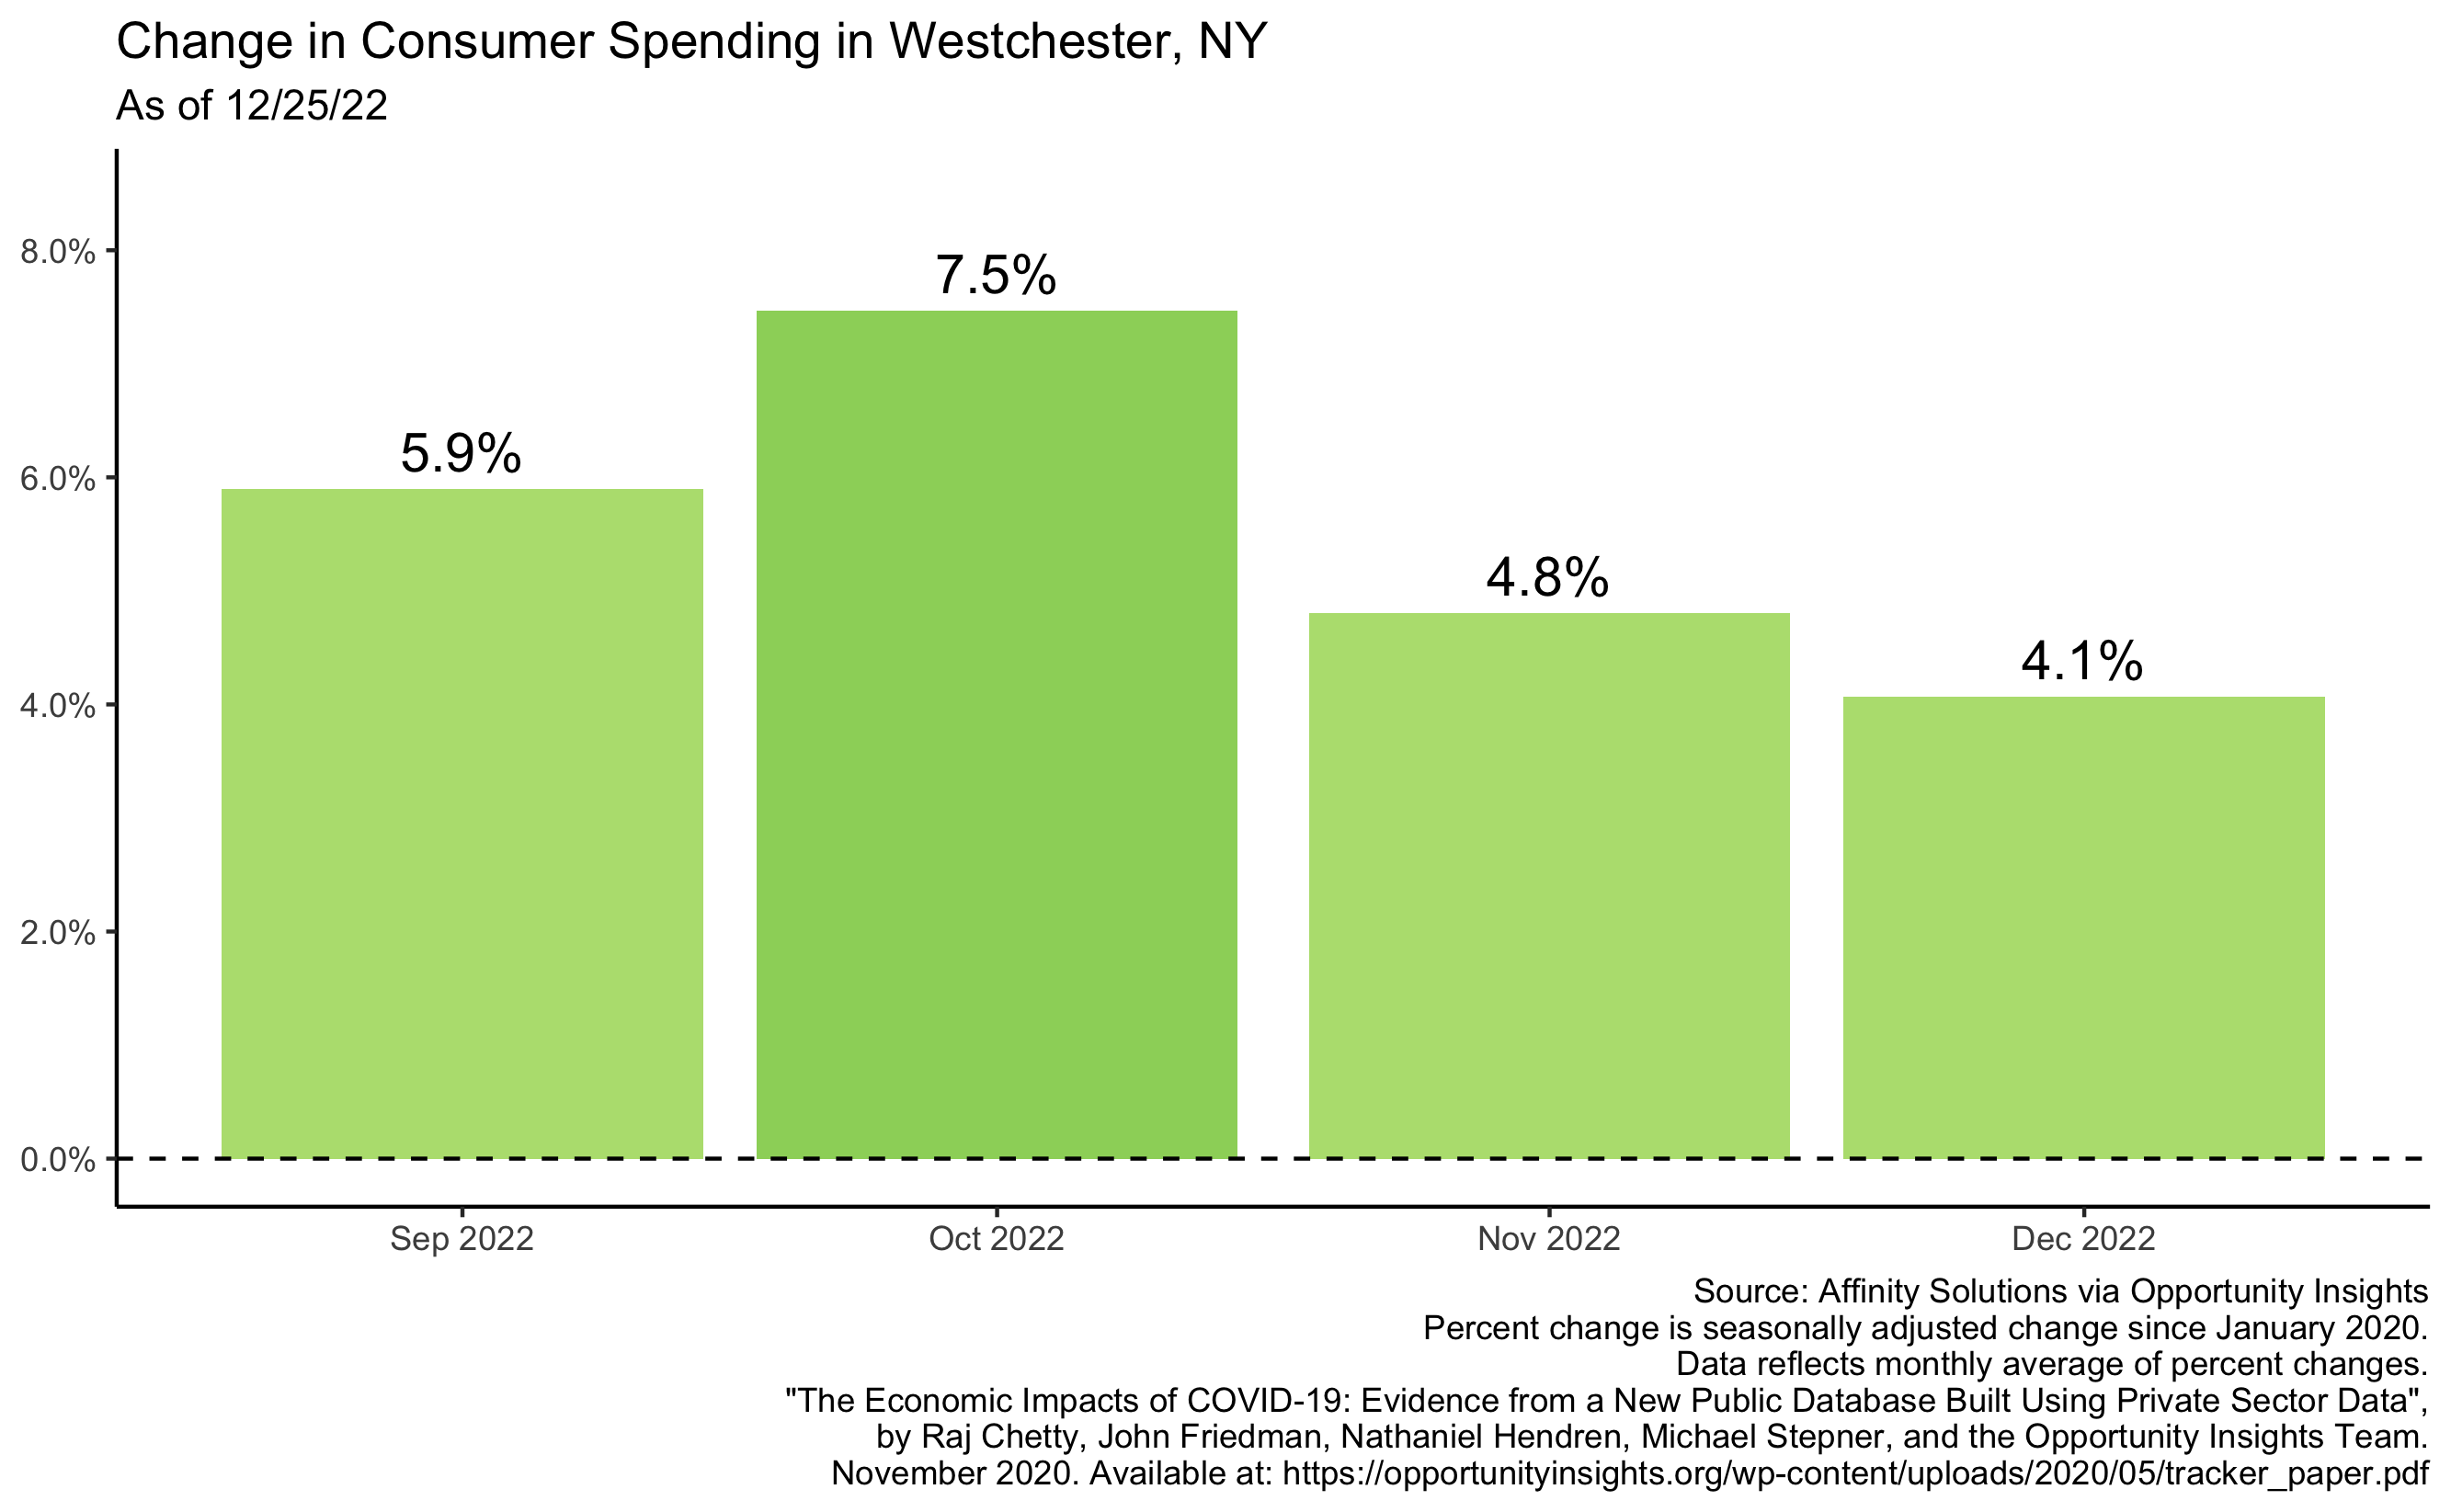 Change in Consumer Spending in Westchester, NY
As of 12/25/22
8.0%
6.0%
4.0%
2.0%
0.0%
5.9%
7.5%
4.8%
4.1%
Sep 2022
Oct 2022
Nov 2022
Dec 2022
Source: Affinity Solutions via Opportunity Insights
Percent change is seasonally adjusted change since January 2020.
Data reflects monthly average of percent changes.
"The Economic Impacts of COVID-19: Evidence from a New Public Database Built Using Private Sector Data",
by Raj Chetty, John Friedman, Nathaniel Hendren, Michael Stepner, and the Opportunity Insights Team.
November 2020. Available at: https://opportunityinsights.org/wp-content/uploads/2020/05/tracker_paper.pdf